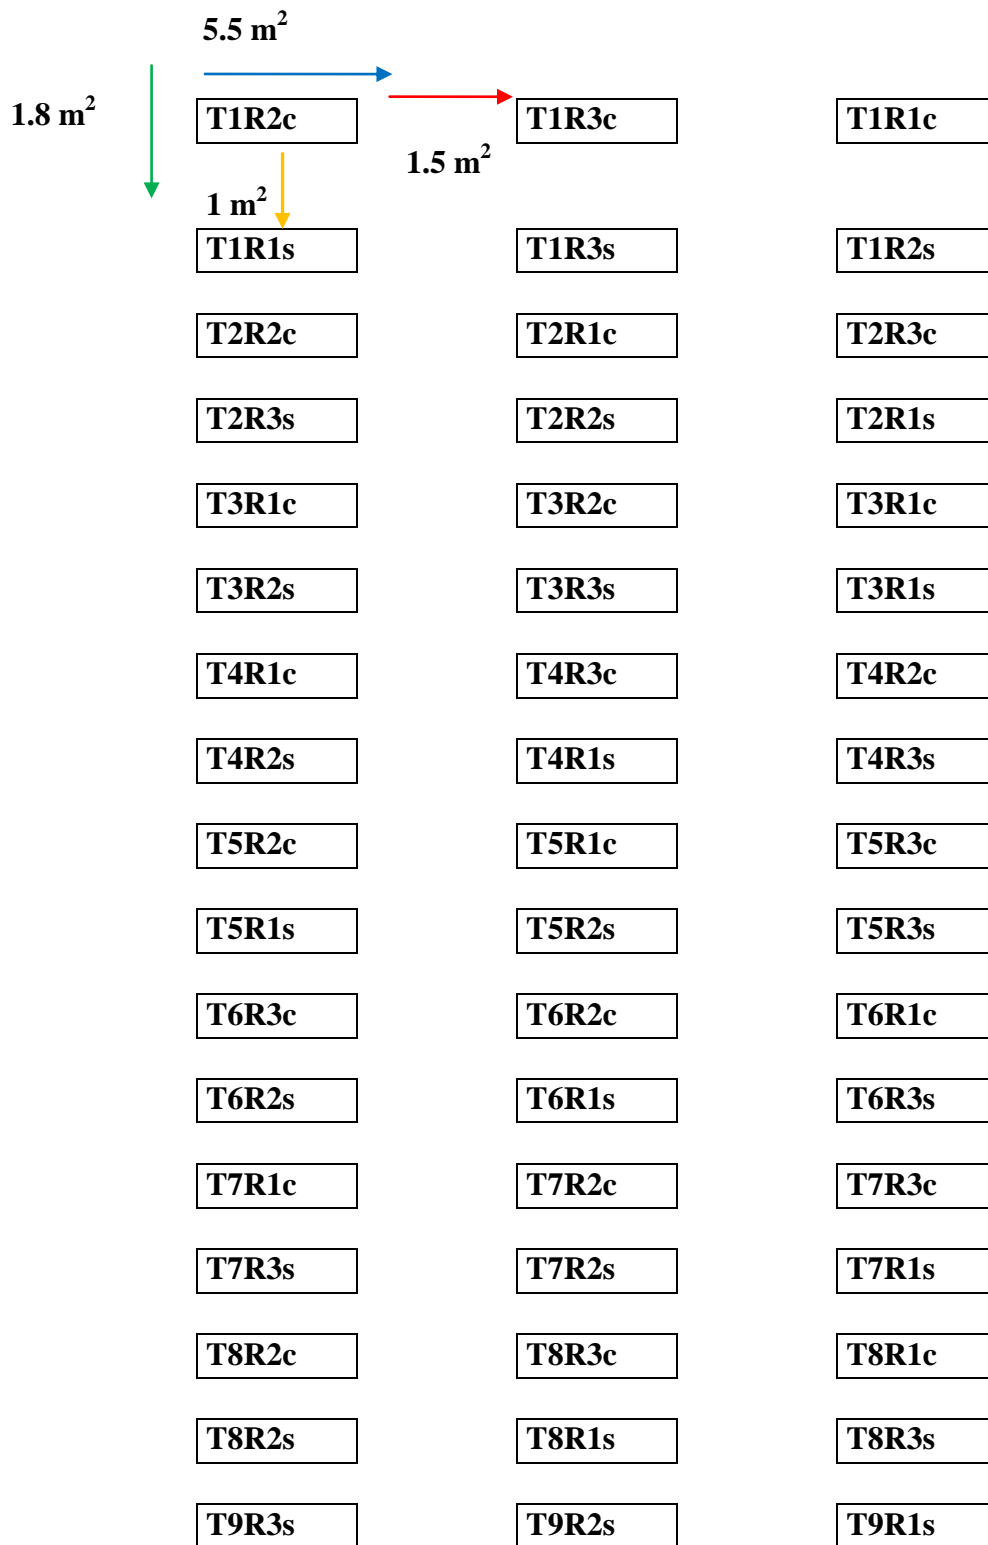 5.5 m²
1.8 m²
T1R2c T1R3c T1R1c
1.5 m²
1 m²
T1R1s T1R3s T1R2s
T2R2c T2R1c T2R3c
T2R3s T2R2s T2R1s
T3R1c T3R2c T3R1c
T3R2s T3R3s T3R1s
T4R1c T4R3c T4R2c
T4R2s T4R1s T4R3s
T5R2c T5R1c T5R3c
T5R1s T5R2s T5R3s
T6R3c T6R2c T6R1c
T6R2s T6R1s T6R3s
T7R1c T7R2c T7R3c
T7R3s T7R2s T7R1s
T8R2c T8R3c T8R1c
T8R2s T8R1s T8R3s
T9R3s T9R2s T9R1s